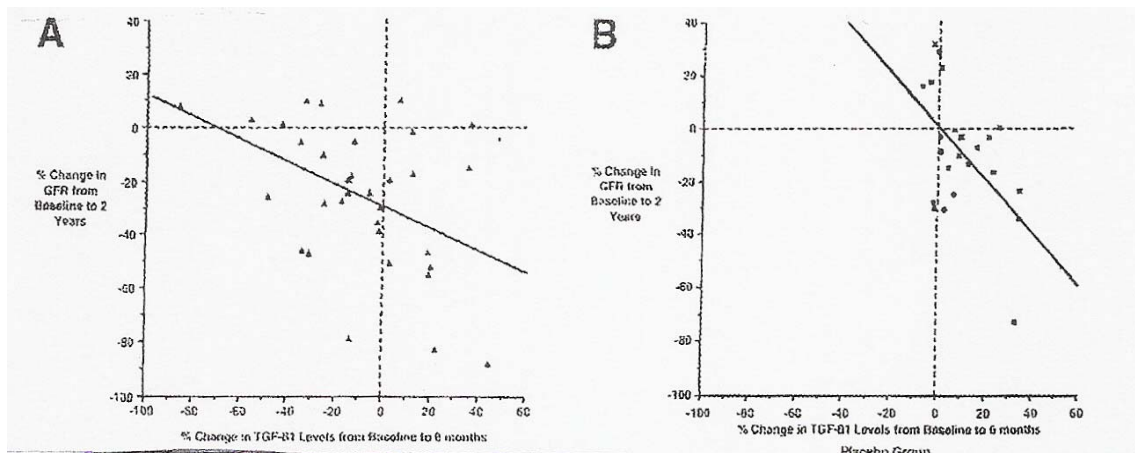 A
40
20
0
-20
-40
-60
-80
-100
% Change in
GFR from
Baseline to 2
Years
-100 -80 -60 -40 -20 0 20 40 60
% Change in TGF-B1 Levels from Baseline to 6 months
B
40
20
0
-20
-40
-60
-80
-100
% Change in
GFR from
Baseline to 2
Years
-100 -80 -60 -40 -20 0 20 40 60
% Change in TGF-B1 Levels from Baseline to 6 months
Placebo Group